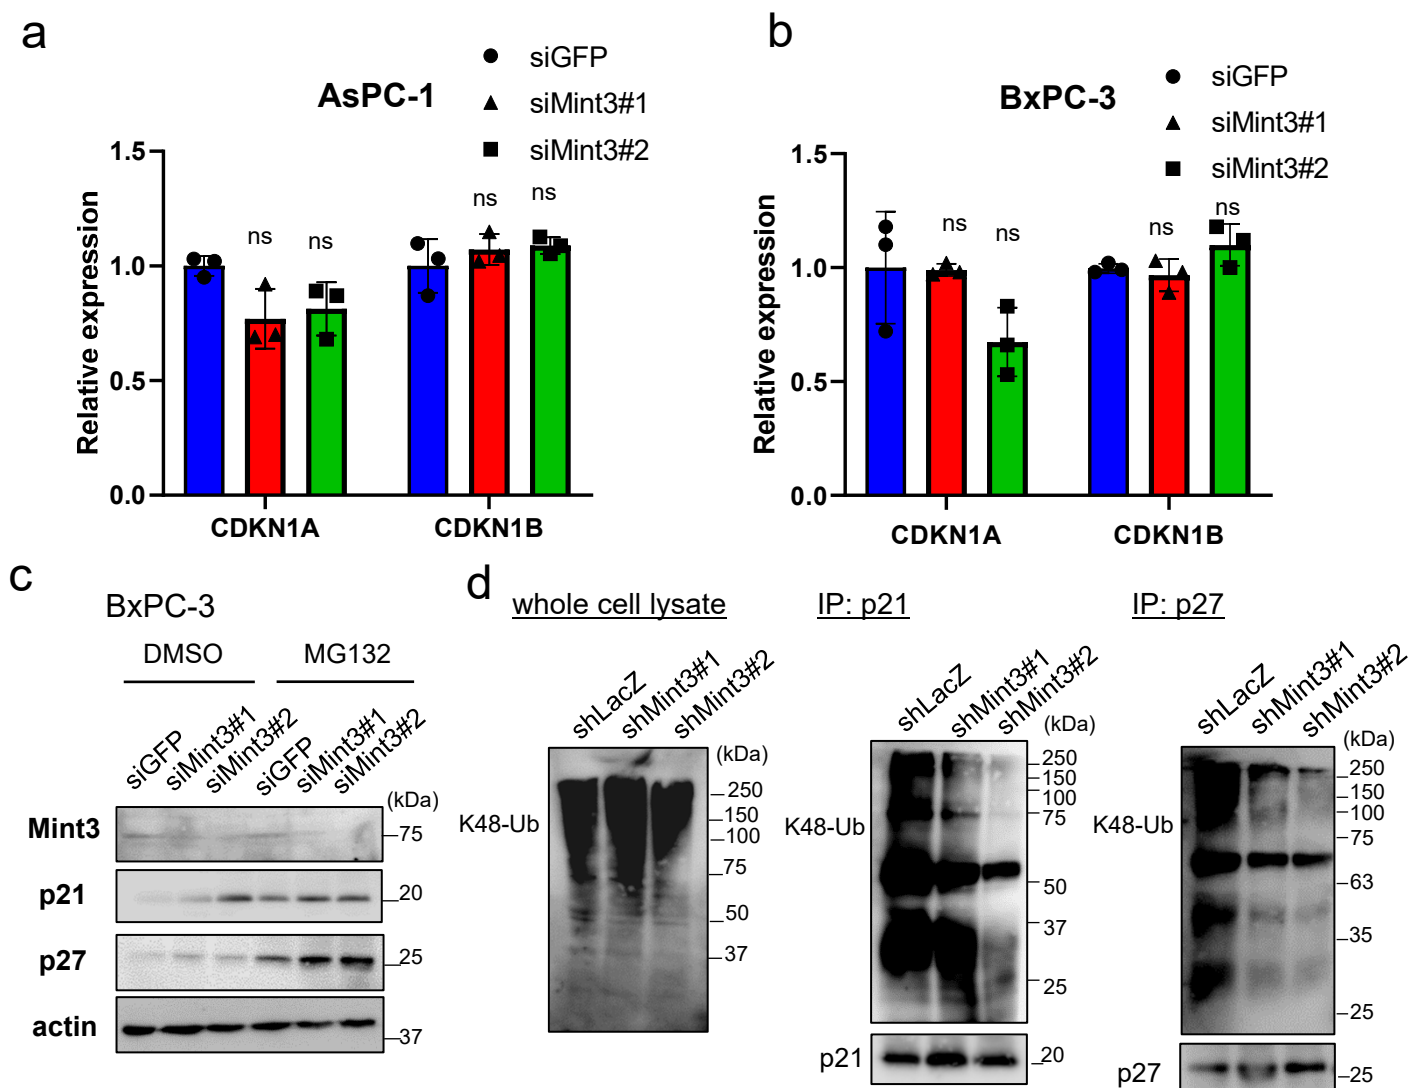 a
AsPC-1
siGFP
siMint3#1
siMint3#2
Relative expression
1.5
1.0
0.5
0.0
ns
ns
ns
ns
CDKN1A
CDKN1B
b
BxPC-3
siGFP
siMint3#1
siMint3#2
Relative expression
1.5
1.0
0.5
0.0
ns
ns
ns
ns
CDKN1A
CDKN1B
c
BxPC-3
DMSO
MG132
siGFP
siMint3#1
siMint3#2
siGFP
siMint3#1
siMint3#2
(kDa)
Mint3
75
p21
20
p27
25
actin
37
d
whole cell lysate
shLacZ
shMint3#1
shMint3#2
(kDa)
K48-Ub
250
150
100
75
50
37
IP: p21
shLacZ
shMint3#1
shMint3#2
(kDa)
K48-Ub
250
150
100
75
50
37
25
p21
20
IP: p27
shLacZ
shMint3#1
shMint3#2
(kDa)
K48-Ub
250
150
100
75
63
35
25
p27
25